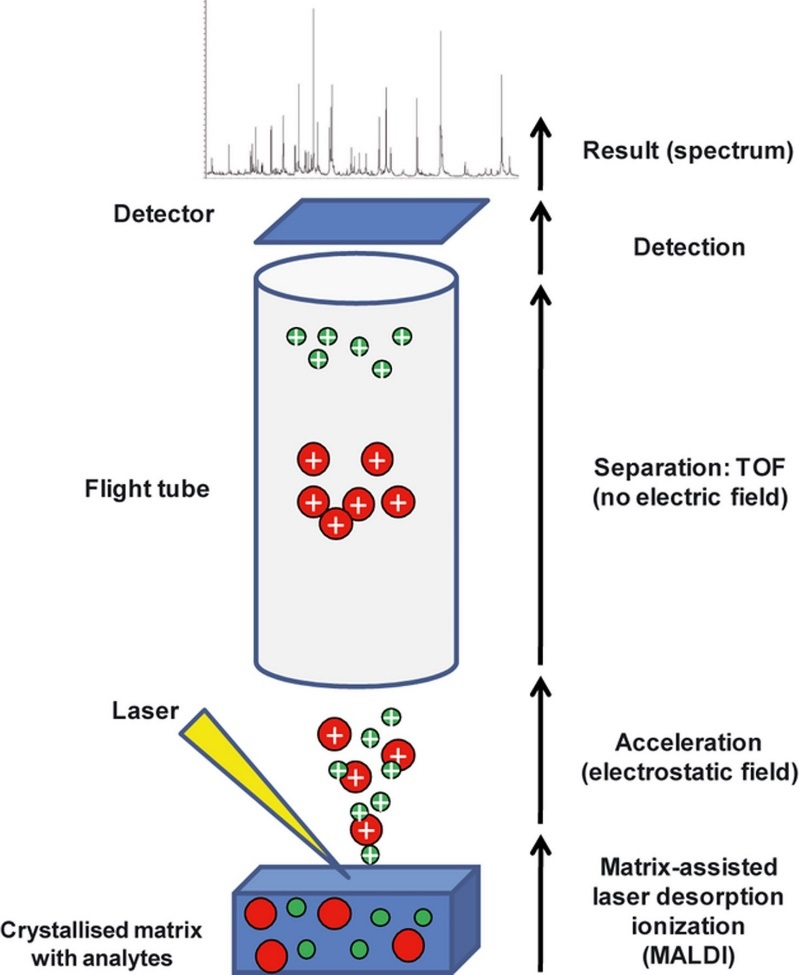 Result (spectrum)
Detector
Detection
Flight tube
Separation: TOF
(no electric field)
Laser
Acceleration
(electrostatic field)
Matrix-assisted
laser desorption
ionization
(MALDI)
Crystallised matrix
with analytes